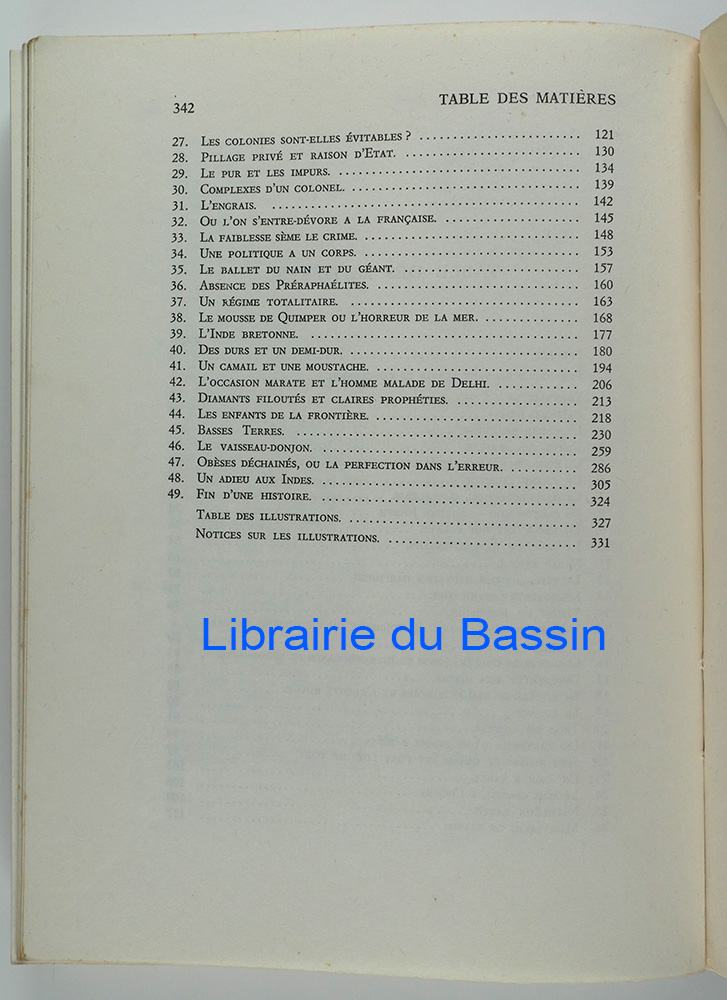 342 TABLE DES MATIÈRES
27. Les colonies sont-elles évitables ? 121
28. Pillage privé et raison d'Etat. 130
29. Le pur et les impurs. 134
30. Complexes d'un colonel. 139
31. L'engrais. 142
32. Ou l'on s'entre-dévore a la française. 145
33. La faiblesse sème le crime. 148
34. Une politique a un corps. 153
35. Le ballet du nain et du géant. 157
36. Absence des Préraphaélites. 160
37. Un régime totalitaire. 163
38. Le mousse de Quimper ou l'horreur de la mer. 168
39. L'Inde bretonne. 177
40. Des durs et un demi-dur. 180
41. Un camail et une moustache. 194
42. L'occasion marate et l'homme malade de Delhi. 206
43. Diamants filoutés et claires prophéties. 213
44. Les enfants de la frontière. 218
45. Basses Terres. 230
46. Le vaisseau-donjon. 259
47. Obèses déchainés, ou la perfection dans l'erreur. 286
48. Un adieu aux Indes. 305
49. Fin d'une histoire. 324
Table des illustrations. 327
Notices sur les illustrations. 331
Librairie du Bassin